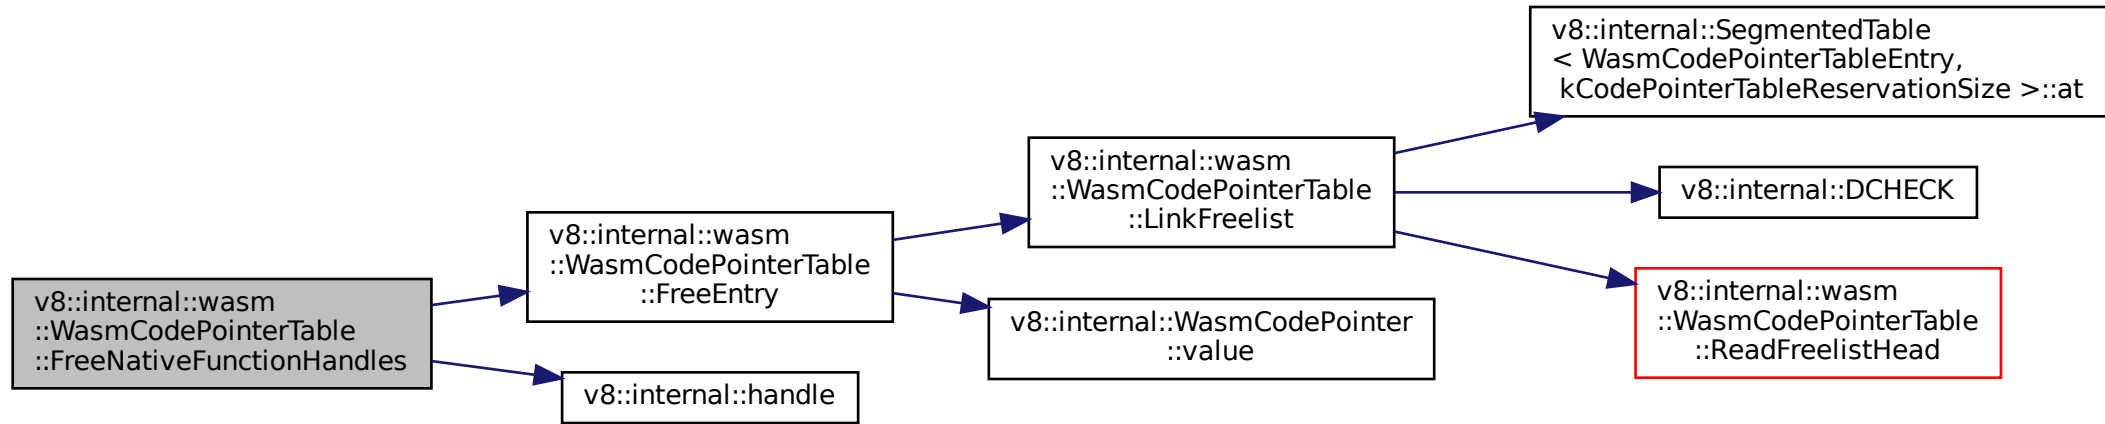 v8::internal::wasm
::WasmCodePointerTable
::FreeNativeFunctionHandles
v8::internal::wasm
::WasmCodePointerTable
::FreeEntry
v8::internal::handle
v8::internal::wasm
::WasmCodePointerTable
::LinkFreelist
v8::internal::WasmCodePointer
::value
v8::internal::SegmentedTable
< WasmCodePointerTableEntry,
kCodePointerTableReservationSize >::at
v8::internal::DCHECK
v8::internal::wasm
::WasmCodePointerTable
::ReadFreelistHead